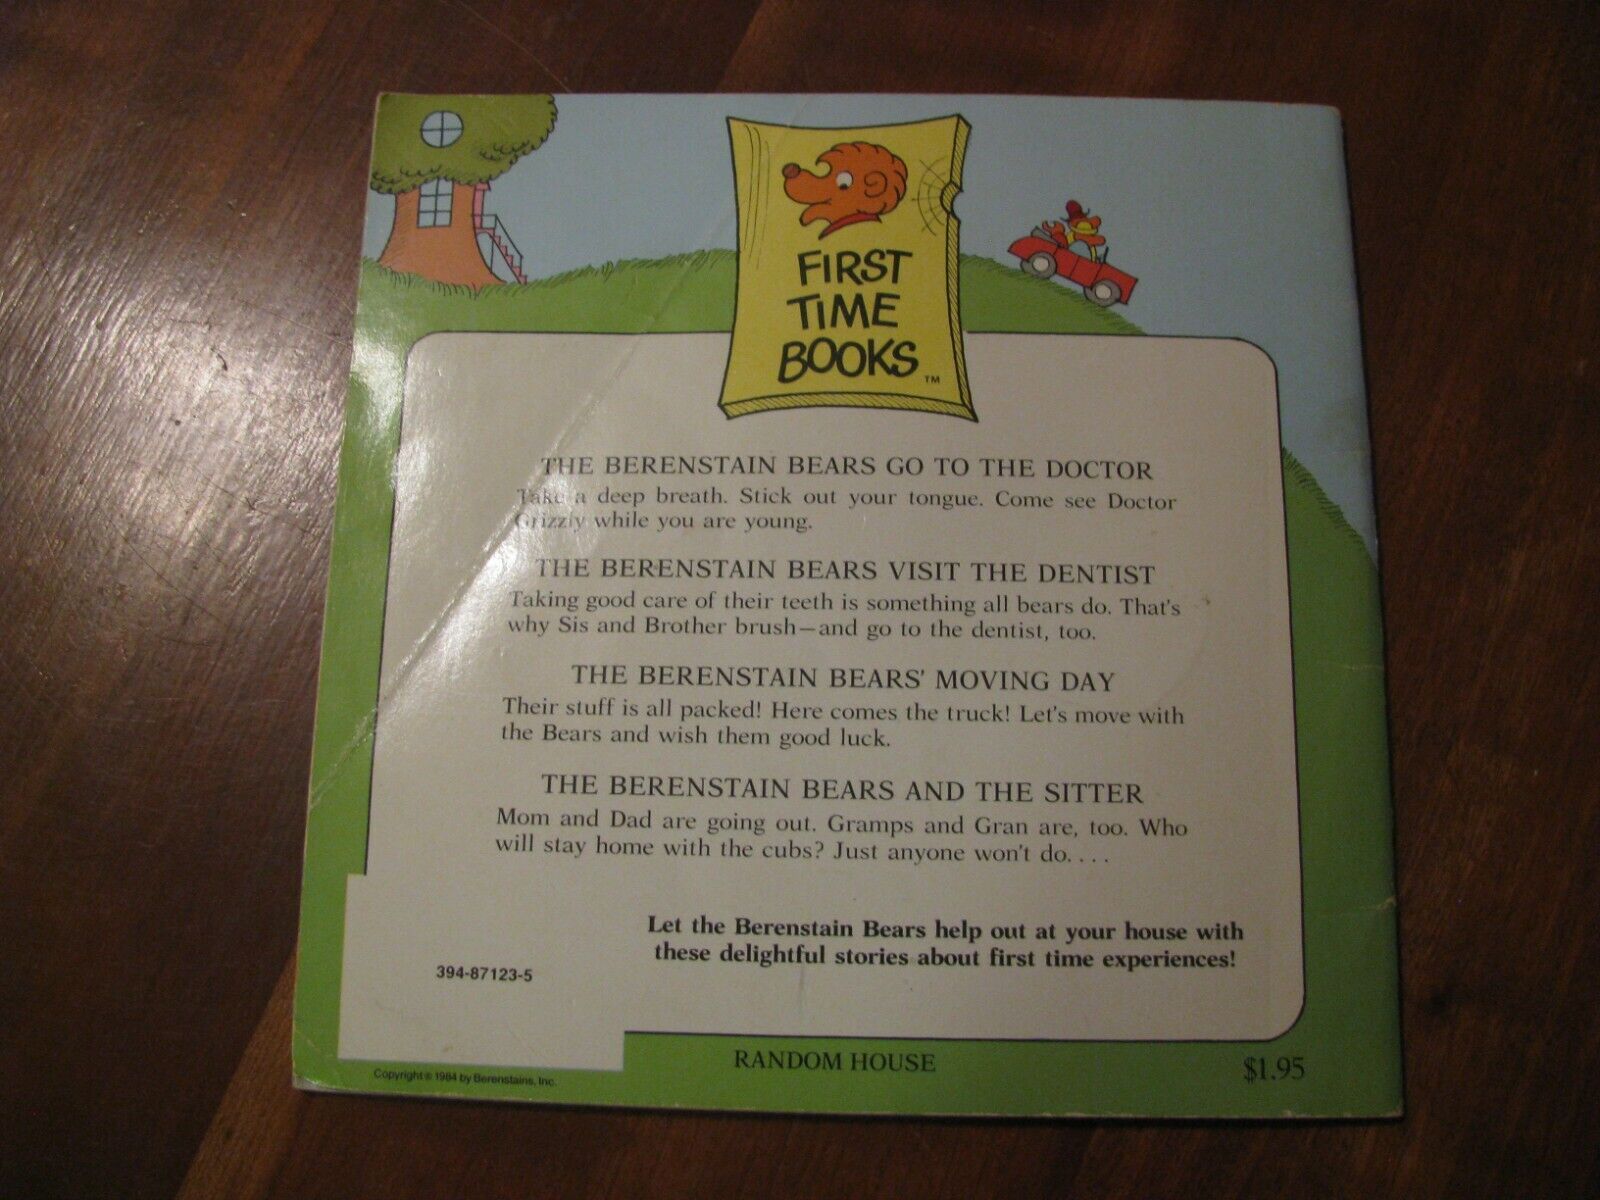 FIRST
TIME
BOOKS™
THE BERENSTAIN BEARS GO TO THE DOCTOR
Take a deep breath. Stick out your tongue. Come see Doctor
Grizzly while you are young.
THE BERENSTAIN BEARS VISIT THE DENTIST
Taking good care of their teeth is something all bears do. That's
why Sis and Brother brush—and go to the dentist, too.
THE BERENSTAIN BEARS' MOVING DAY
Their stuff is all packed! Here comes the truck! Let's move with
the Bears and wish them good luck.
THE BERENSTAIN BEARS AND THE SITTER
Mom and Dad are going out. Gramps and Gran are, too. Who
will stay home with the cubs? Just anyone won't do....
Let the Berenstain Bears help out at your house with
these delightful stories about first time experiences!
394-87123-5
Copyright © 1984 by Berenstains, Inc.
RANDOM HOUSE
$1.95